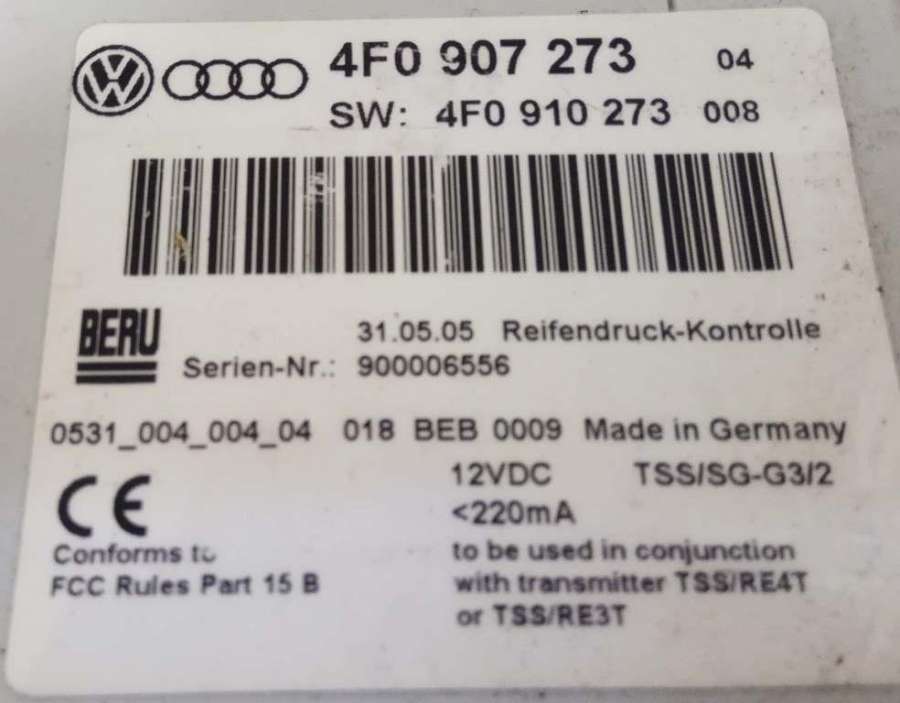 4F0 907 273 04
SW: 4F0 910 273 008
BERU
31.05.05 Reifendruck-Kontrolle
Serien-Nr.: 900006556
0531_004_004_04 018 BEB 0009 Made in Germany
12VDC TSS/SG-G3/2
CE <220mA
Conforms to
FCC Rules Part 15 B
to be used in conjunction
with transmitter TSS/RE4T
or TSS/RE3T